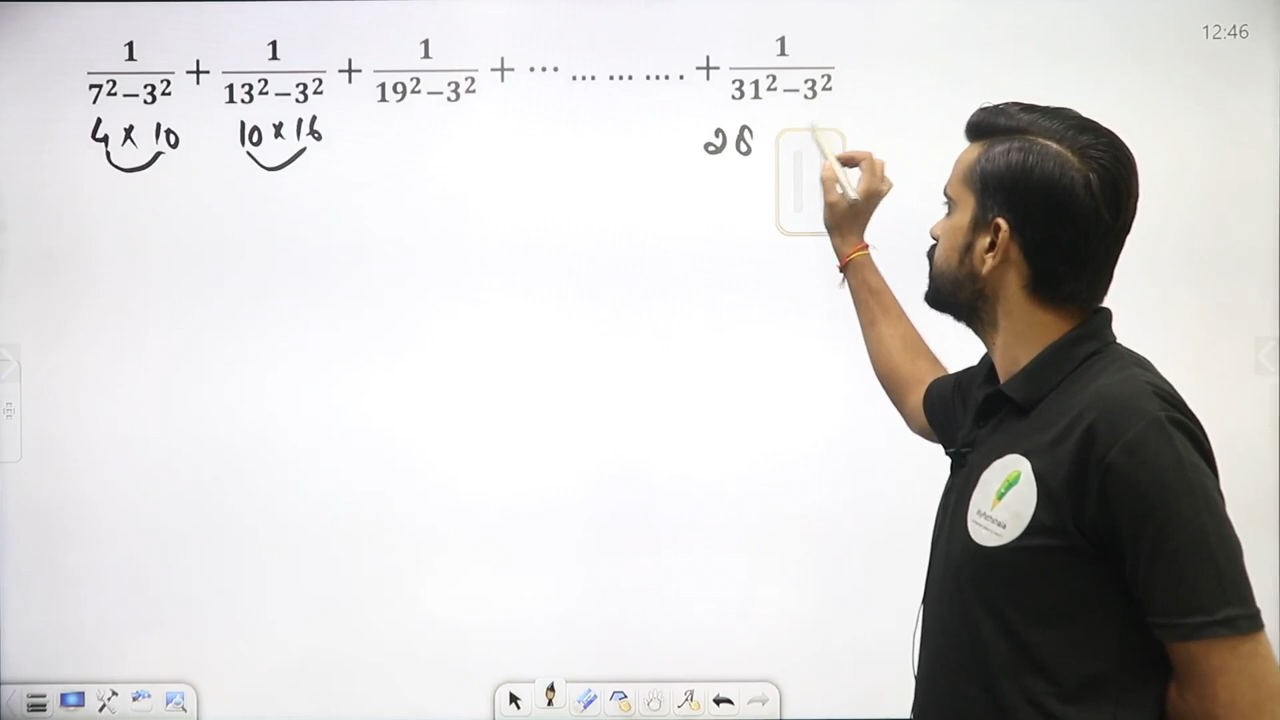 12:46
1/(7²−3²) + 1/(13²−3²) + 1/(19²−3²) + ⋯ … … … . + 1/(31²−3²)
4 × 10 10 × 16 28